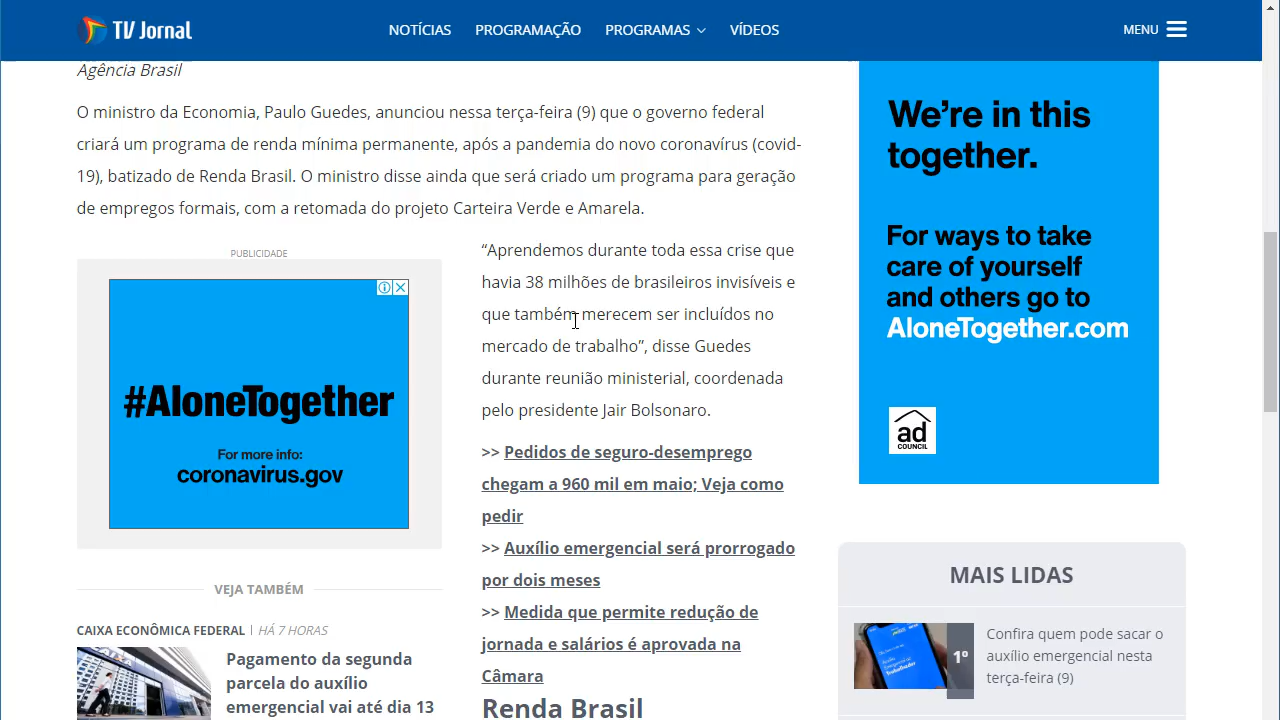 TV Jornal
NOTÍCIAS
PROGRAMAÇÃO
PROGRAMAS
VÍDEOS
MENU
Agência Brasil
O ministro da Economia, Paulo Guedes, anunciou nessa terça-feira (9) que o governo federal
criará um programa de renda mínima permanente, após a pandemia do novo coronavírus (covid-
19), batizado de Renda Brasil. O ministro disse ainda que será criado um programa para geração
de empregos formais, com a retomada do projeto Carteira Verde e Amarela.
PUBLICIDADE
#AloneTogether
For more info:
coronavirus.gov
VEJA TAMBÉM
CAIXA ECONÔMICA FEDERAL | HÁ 7 HORAS
Pagamento da segunda
parcela do auxílio
emergencial vai até dia 13
“Aprendemos durante toda essa crise que
havia 38 milhões de brasileiros invisíveis e
que também merecem ser incluídos no
mercado de trabalho”, disse Guedes
durante reunião ministerial, coordenada
pelo presidente Jair Bolsonaro.
>> Pedidos de seguro-desemprego
chegam a 960 mil em maio; Veja como
pedir
>> Auxílio emergencial será prorrogado
por dois meses
>> Medida que permite redução de
jornada e salários é aprovada na
Câmara
Renda Brasil
We’re in this
together.
For ways to take
care of yourself
and others go to
AloneTogether.com
ad
COUNCIL
MAIS LIDAS
1º
Confira quem pode sacar o
auxílio emergencial nesta
terça-feira (9)